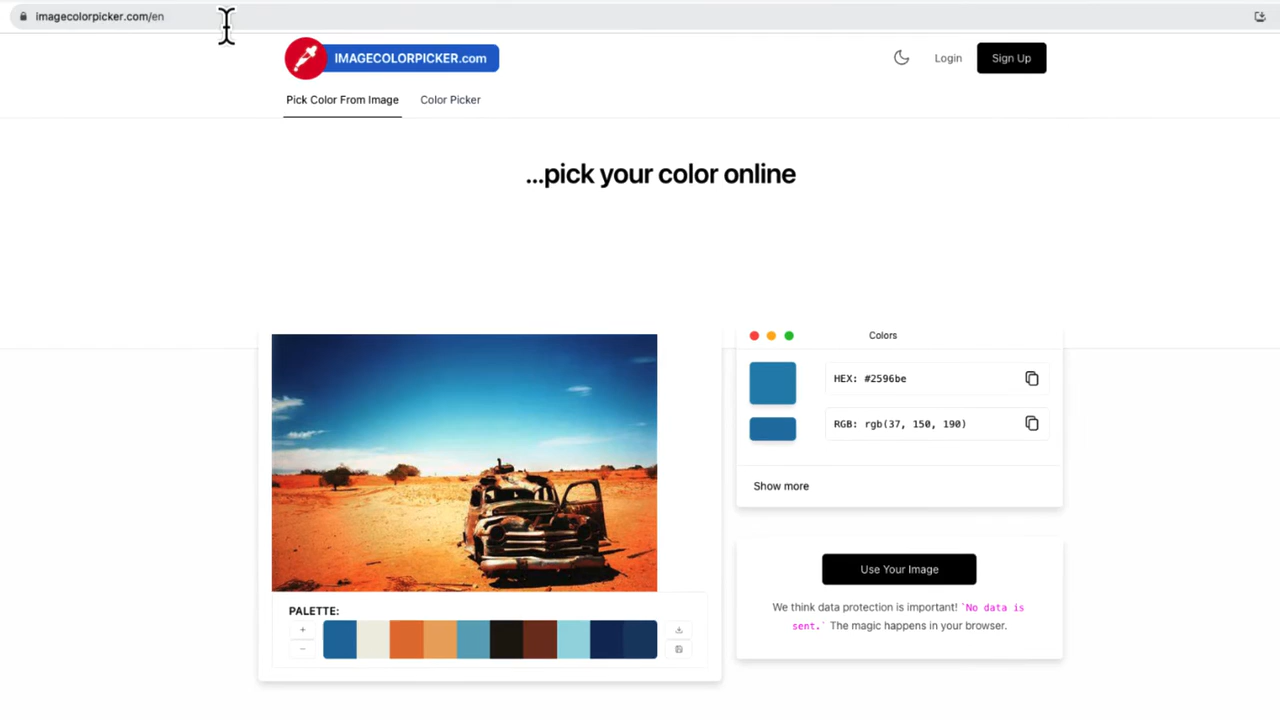 imagecolorpicker.com/en
IMAGECOLORPICKER.com
Login
Sign Up
Pick Color From Image
Color Picker
...pick your color online
Colors
HEX: #2596be
RGB: rgb(37, 150, 190)
Show more
Use Your Image
We think data protection is important! `No data is
sent.` The magic happens in your browser.
PALETTE:
+
−